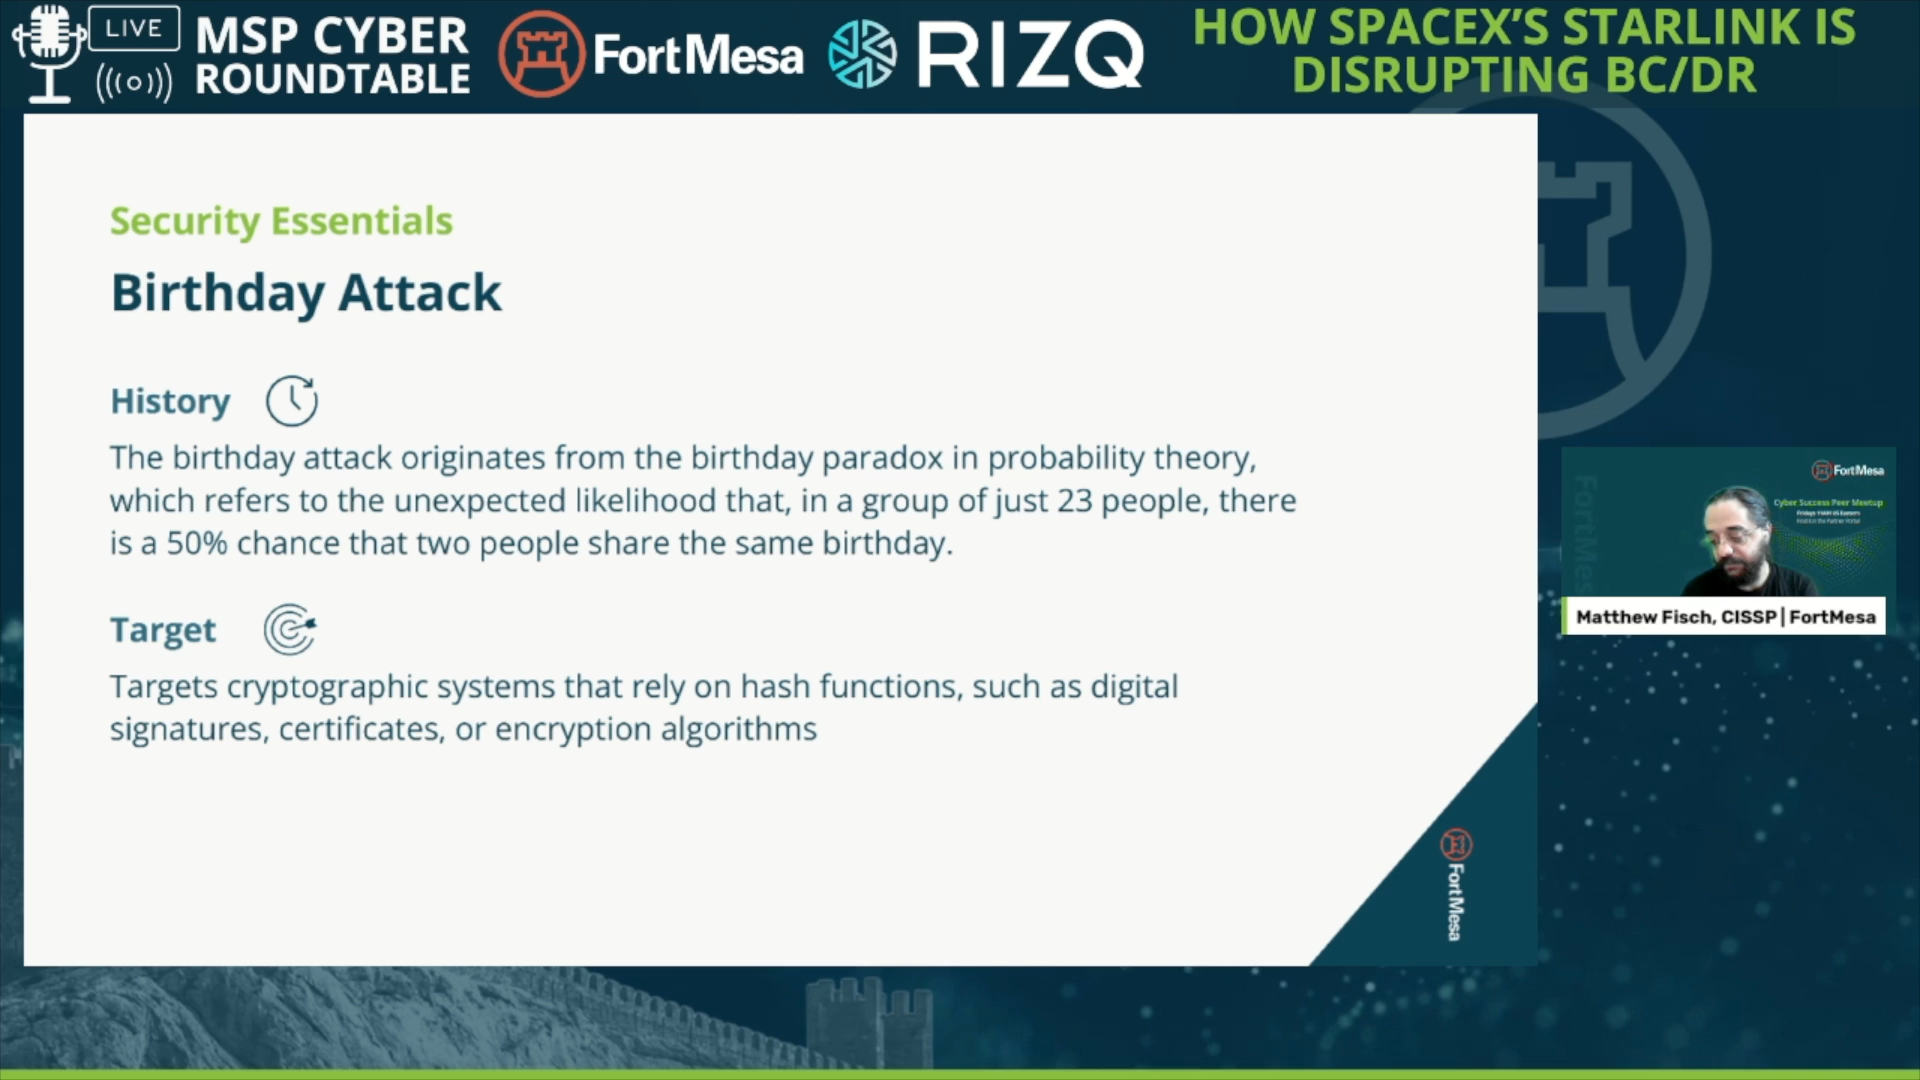 LIVE
MSP CYBER
ROUNDTABLE
FortMesa
RIZQ
HOW SPACEX'S STARLINK IS
DISRUPTING BC/DR
Security Essentials
Birthday Attack
History
The birthday attack originates from the birthday paradox in probability theory,
which refers to the unexpected likelihood that, in a group of just 23 people, there
is a 50% chance that two people share the same birthday.
Target
Targets cryptographic systems that rely on hash functions, such as digital
signatures, certificates, or encryption algorithms
FortMesa
FortMesa
Cyber Success Peer Meetup
Matthew Fisch, CISSP | FortMesa